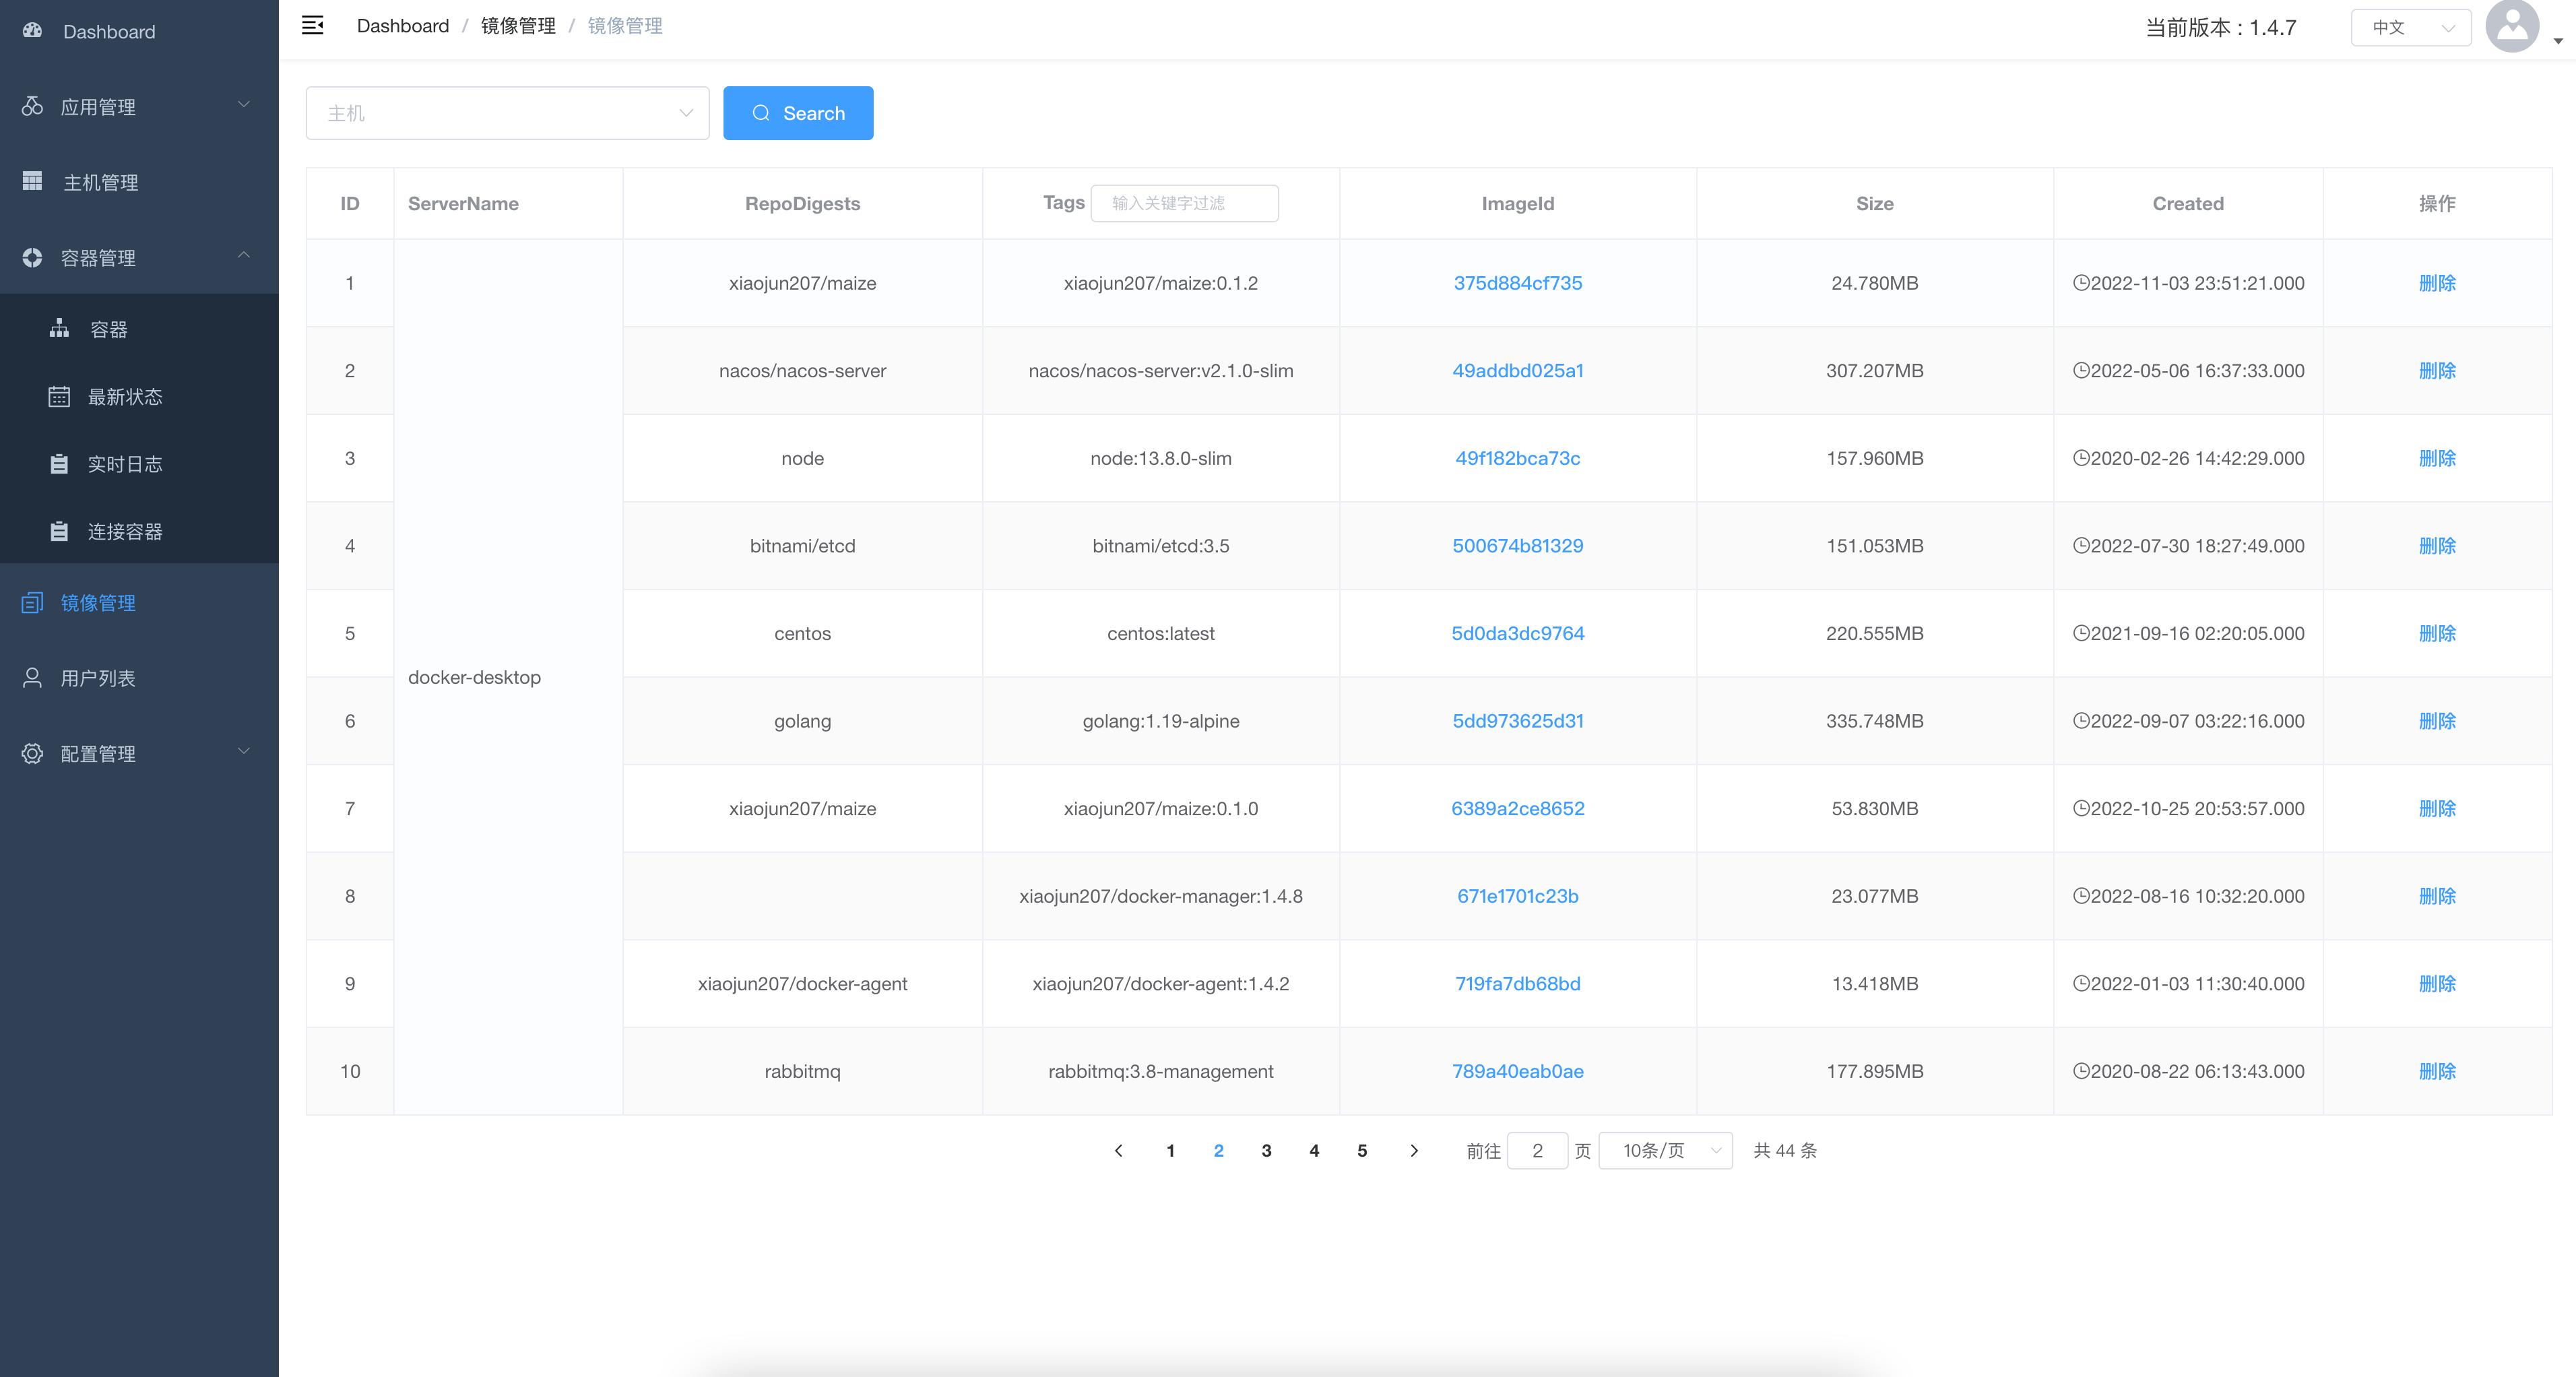 Dashboard
应用管理
主机管理
容器管理
容器
最新状态
实时日志
连接容器
镜像管理
用户列表
配置管理
Dashboard / 镜像管理 / 镜像管理
当前版本 : 1.4.7
中文
主机
Search
ID ServerName RepoDigests Tags 输入关键字过滤 ImageId Size Created 操作
docker-desktop
1 xiaojun207/maize xiaojun207/maize:0.1.2 375d884cf735 24.780MB 2022-11-03 23:51:21.000 删除
2 nacos/nacos-server nacos/nacos-server:v2.1.0-slim 49addbd025a1 307.207MB 2022-05-06 16:37:33.000 删除
3 node node:13.8.0-slim 49f182bca73c 157.960MB 2020-02-26 14:42:29.000 删除
4 bitnami/etcd bitnami/etcd:3.5 500674b81329 151.053MB 2022-07-30 18:27:49.000 删除
5 centos centos:latest 5d0da3dc9764 220.555MB 2021-09-16 02:20:05.000 删除
6 golang golang:1.19-alpine 5dd973625d31 335.748MB 2022-09-07 03:22:16.000 删除
7 xiaojun207/maize xiaojun207/maize:0.1.0 6389a2ce8652 53.830MB 2022-10-25 20:53:57.000 删除
8 xiaojun207/docker-manager:1.4.8 671e1701c23b 23.077MB 2022-08-16 10:32:20.000 删除
9 xiaojun207/docker-agent xiaojun207/docker-agent:1.4.2 719fa7db68bd 13.418MB 2022-01-03 11:30:40.000 删除
10 rabbitmq rabbitmq:3.8-management 789a40eab0ae 177.895MB 2020-08-22 06:13:43.000 删除
1 2 3 4 5 前往 2 页 10条/页 共 44 条